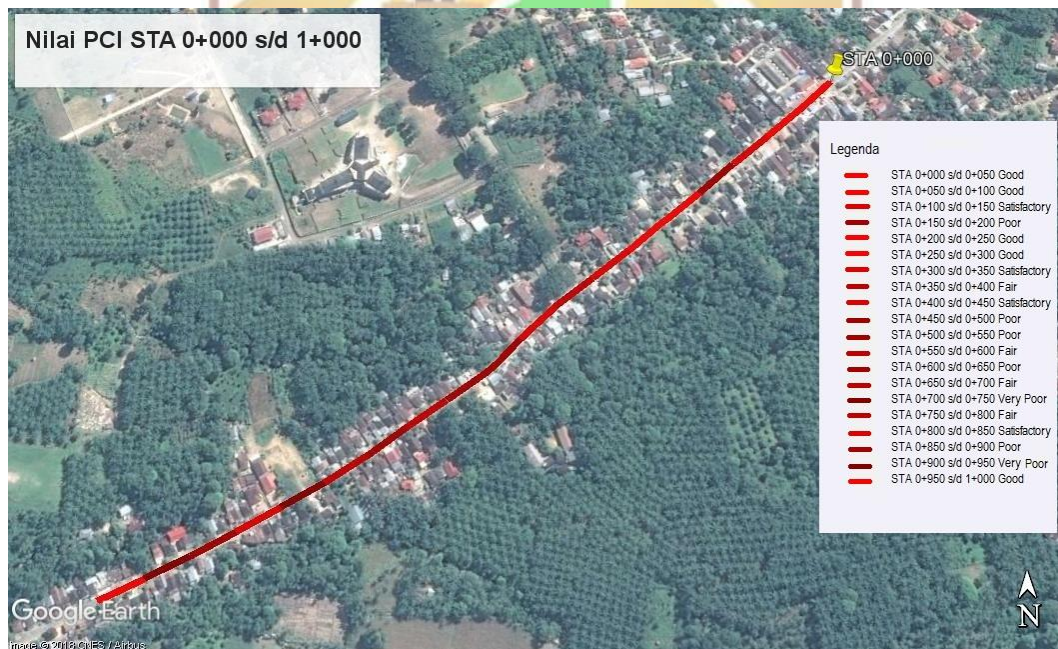 Nilai PCI STA 0+000 s/d 1+000
STA 0+000
Legenda
STA 0+000 s/d 0+050 Good
STA 0+050 s/d 0+100 Good
STA 0+100 s/d 0+150 Satisfactory
STA 0+150 s/d 0+200 Poor
STA 0+200 s/d 0+250 Good
STA 0+250 s/d 0+300 Good
STA 0+300 s/d 0+350 Satisfactory
STA 0+350 s/d 0+400 Fair
STA 0+400 s/d 0+450 Satisfactory
STA 0+450 s/d 0+500 Poor
STA 0+500 s/d 0+550 Poor
STA 0+550 s/d 0+600 Fair
STA 0+600 s/d 0+650 Poor
STA 0+650 s/d 0+700 Fair
STA 0+700 s/d 0+750 Very Poor
STA 0+750 s/d 0+800 Fair
STA 0+800 s/d 0+850 Satisfactory
STA 0+850 s/d 0+900 Poor
STA 0+900 s/d 0+950 Very Poor
STA 0+950 s/d 1+000 Good
N
Google Earth
Image © 2018 CNES / Airbus